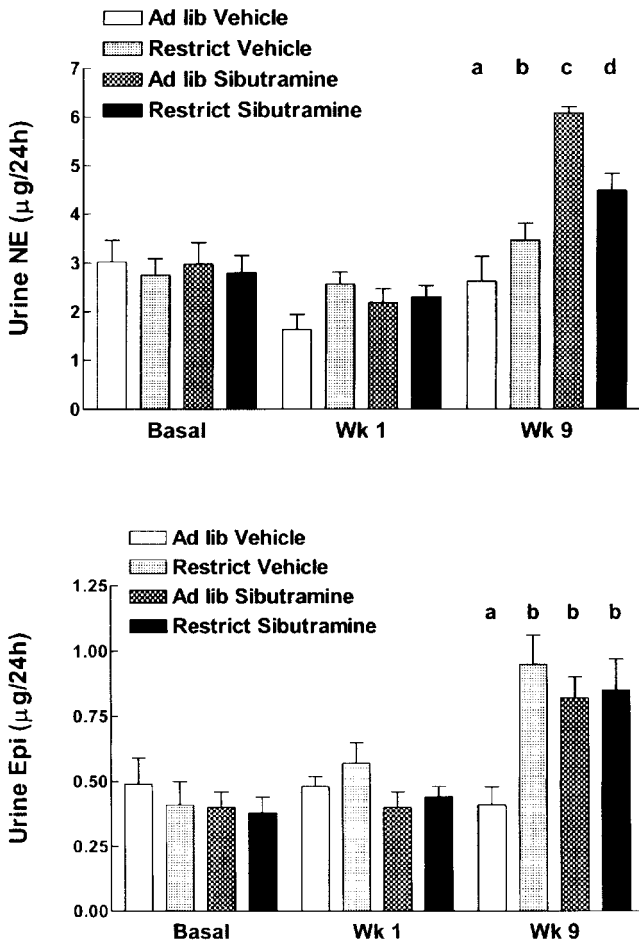 Ad lib Vehicle
Restrict Vehicle
Ad lib Sibutramine
Restrict Sibutramine
a b c d
Urine NE (μg/24h)
7
6
5
4
3
2
1
0
Basal Wk 1 Wk 9
Ad lib Vehicle
Restrict Vehicle
Ad lib Sibutramine
Restrict Sibutramine
a b b b
Urine Epi (μg/24h)
1.25
1.00
0.75
0.50
0.25
0.00
Basal Wk 1 Wk 9